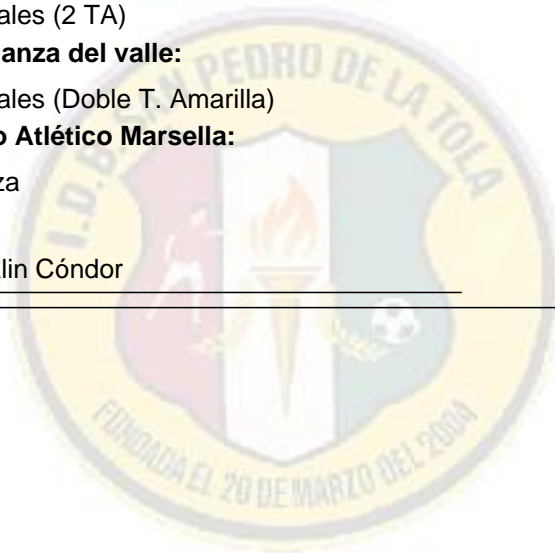 ales (2 TA)
anza del valle:
ales (Doble T. Amarilla)
o Atlético Marsella:
za
lin Cóndor
I.D.B. SAN PEDRO DE LA TOLA
FUNDADA EL 20 DE MARZO DEL 2004